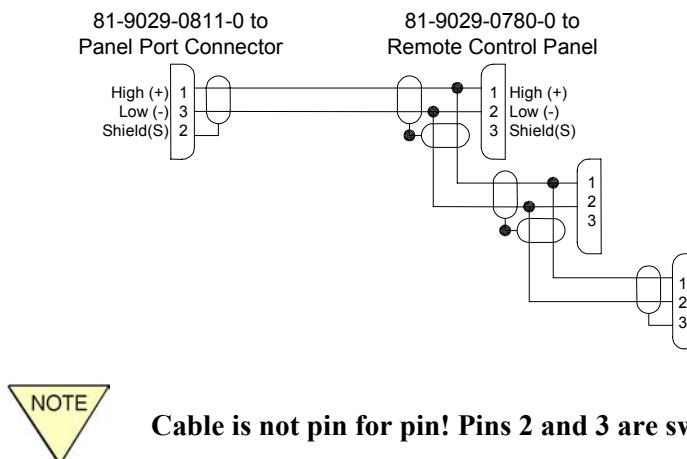 81-9029-0811-0 to
Panel Port Connector
81-9029-0780-0 to
Remote Control Panel
High (+) 1
Low (-) 3
Shield(S) 2
1 High (+)
2 Low (-)
3 Shield(S)
1
2
3
1
2
3
NOTE
Cable is not pin for pin! Pins 2 and 3 are